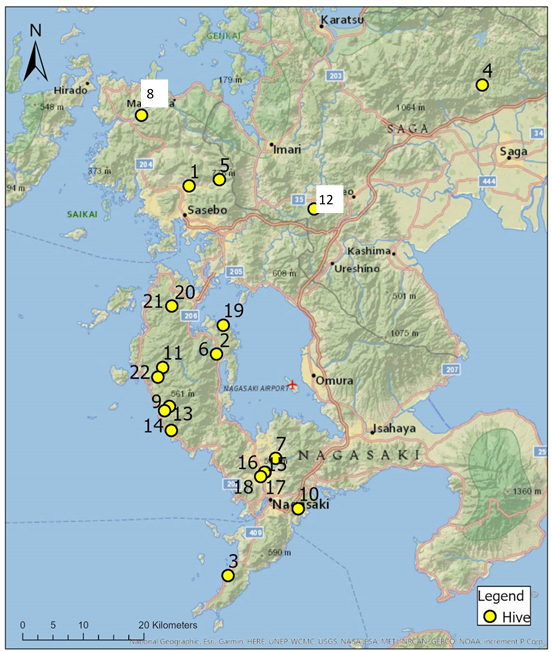 Karatsu
N
GENKAI
203
Hirado
179 m
4
8
548 m
1064 m
SAGA
34
Imari
Saga
204
1
5
373 m
444
94 m
35
12
SAIKAI
Sasebo
Kashima
205
608 m
Ureshino
21
20
501 m
206
19
1075 m
2
6
11
207
22
NAGASAKI AIRPORT
Omura
9
561 m
13
14
Isahaya
7
NAGASAKI
16
15
18
17
10
Nagasaki
1360 m
409
590 m
3
Legend
Hive
0 5 10 20 Kilometers
National Geographic, Esri, Garmin, HERE, UNEP-WCMC, USGS, NASA, ESA, METI, NRCAN, GEBCO, NOAA, increment P Corp.